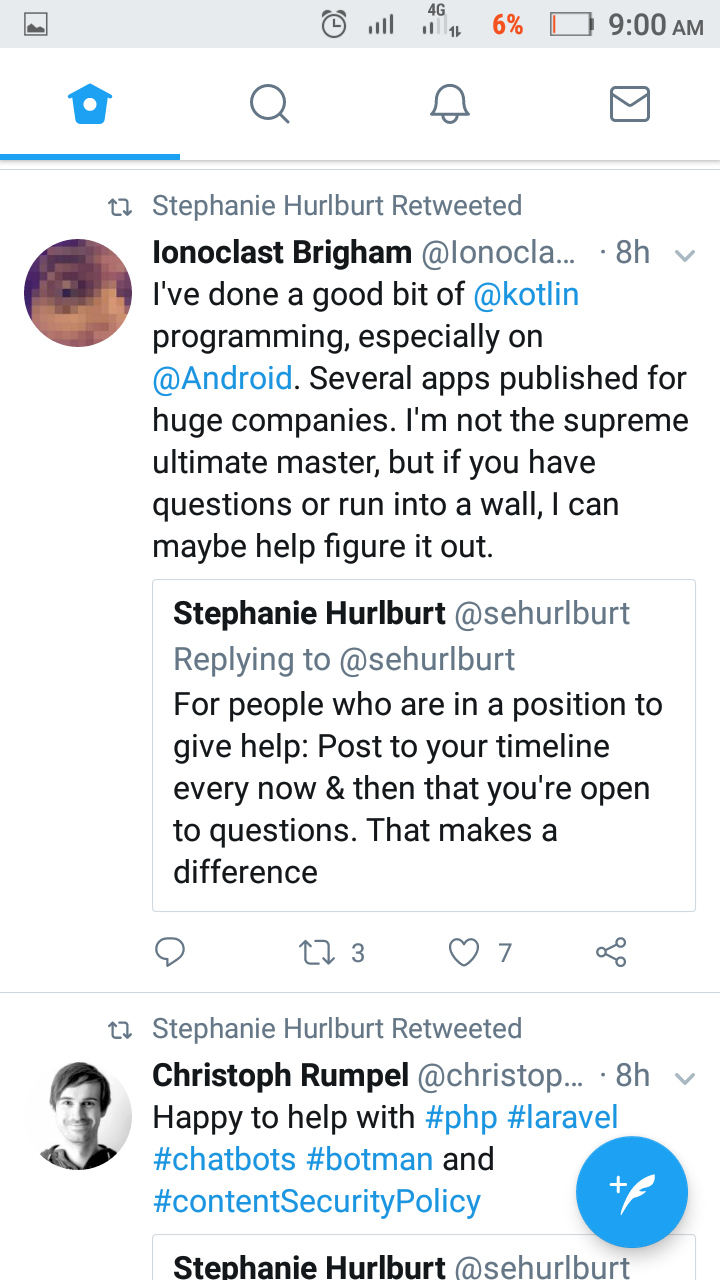 4G 6% 9:00 AM
Stephanie Hurlburt Retweeted
Ionoclast Brigham @Ionocla... · 8h
I've done a good bit of @kotlin
programming, especially on
@Android. Several apps published for
huge companies. I'm not the supreme
ultimate master, but if you have
questions or run into a wall, I can
maybe help figure it out.
Stephanie Hurlburt @sehurlburt
Replying to @sehurlburt
For people who are in a position to
give help: Post to your timeline
every now & then that you're open
to questions. That makes a
difference
3 7
Stephanie Hurlburt Retweeted
Christoph Rumpel @christop... · 8h
Happy to help with #php #laravel
#chatbots #botman and
#contentSecurityPolicy
Stephanie Hurlburt @sehurlburt